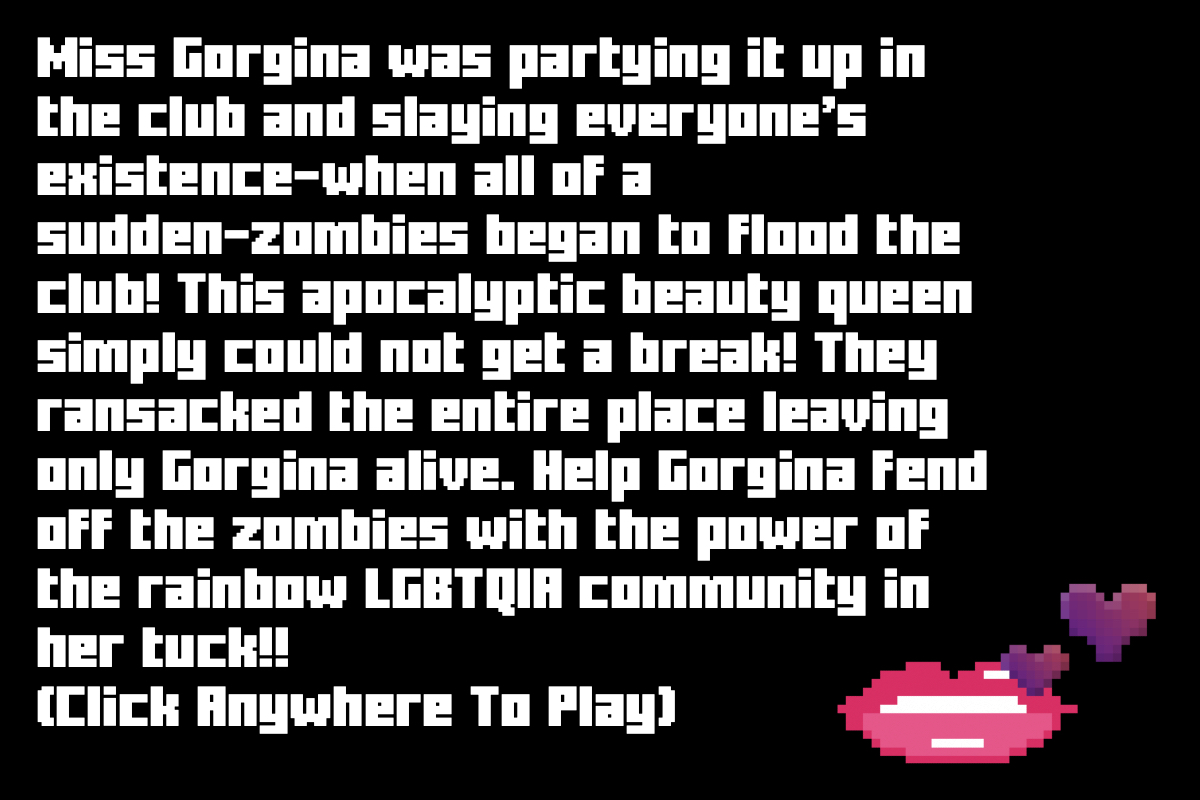 Miss Gorgina was partying it up in
the club and slaying everyone's
existence-when all of a
sudden-zombies began to flood the
club! This apocalyptic beauty queen
simply could not get a break! They
ransacked the entire place leaving
only Gorgina alive. Help Gorgina fend
off the zombies with the power of
the rainbow LGBTQIA community in
her tuck!!
(Click Anywhere To Play)